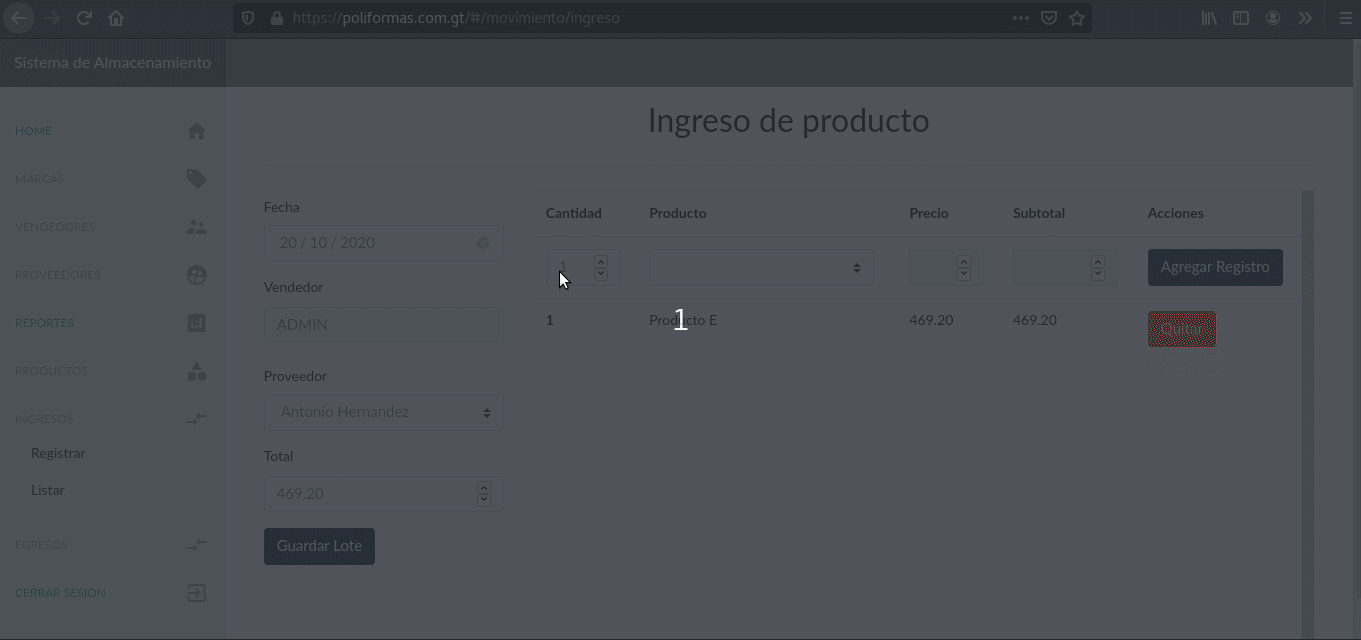 https://poliformas.com.gt/#/movimiento/ingreso
Sistema de Almacenamiento
HOME
MARCAS
VENDEDORES
PROVEEDORES
REPORTES
PRODUCTOS
INGRESOS
Registrar
Listar
EGRESOS
CERRAR SESION
Ingreso de producto
Fecha
20 / 10 / 2020
Vendedor
ADMIN
Proveedor
Antonio Hernandez
Total
469.20
Guardar Lote
Cantidad Producto Precio Subtotal Acciones
1 Agregar Registro
1 Producto E 469.20 469.20 Quitar
1